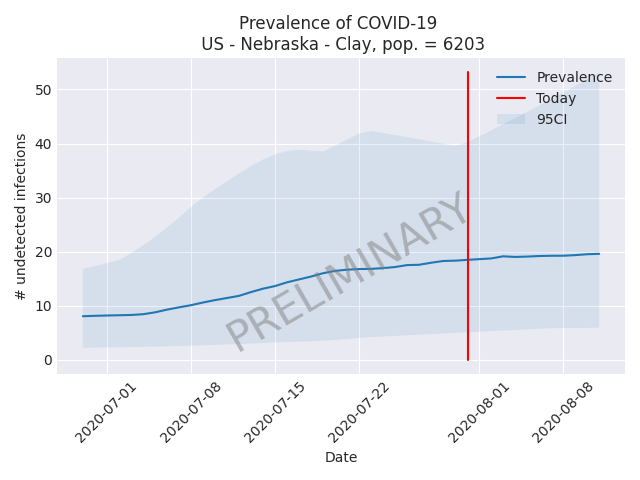 Prevalence of COVID-19
US - Nebraska - Clay, pop. = 6203
# undetected infections
50
40
30
20
10
0
Prevalence
Today
95CI
PRELIMINARY
2020-07-01
2020-07-08
2020-07-15
2020-07-22
2020-08-01
2020-08-08
Date